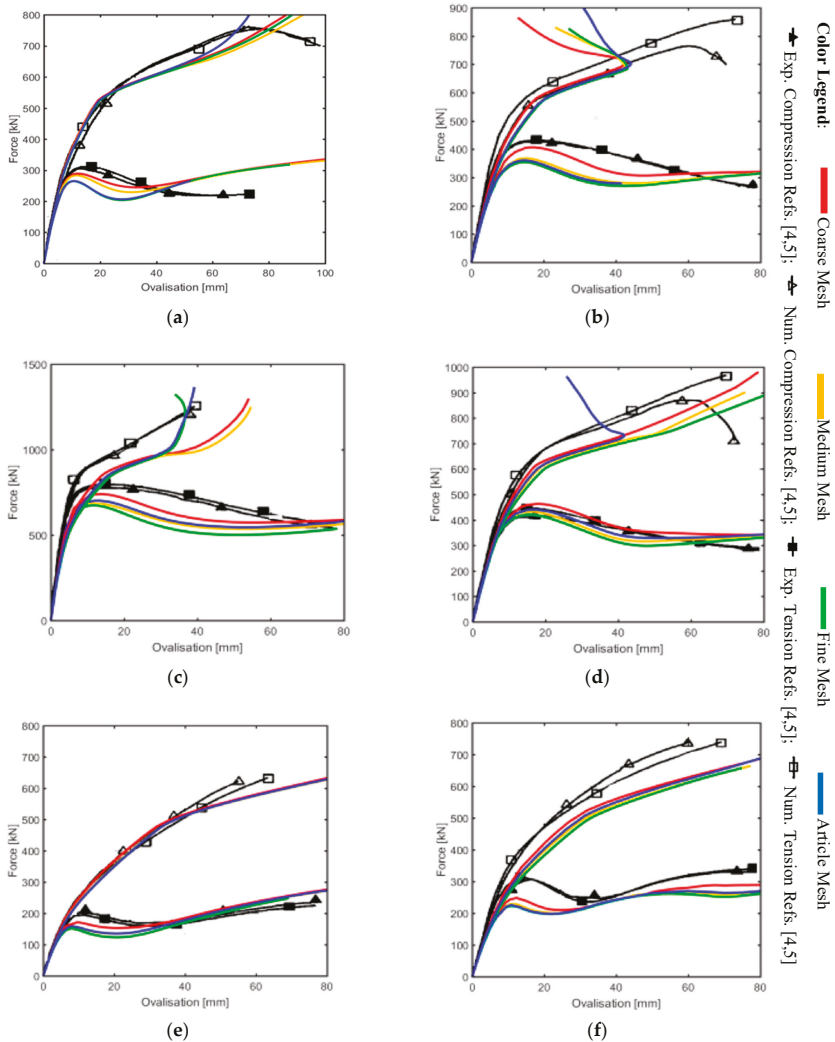 800
700
600
500
400
300
200
100
0
Force [kN]
0 20 40 60 80 100
Ovalisation [mm]
(a)
900
800
700
600
500
400
300
200
100
0
Force [kN]
0 20 40 60 80
Ovalisation [mm]
(b)
1500
1000
500
0
Force [kN]
0 20 40 60 80
Ovalisation [mm]
(c)
1000
900
800
700
600
500
400
300
200
100
0
Force [kN]
0 20 40 60 80
Ovalisation [mm]
(d)
800
700
600
500
400
300
200
100
0
Force [kN]
0 20 40 60 80
Ovalisation [mm]
(e)
800
700
600
500
400
300
200
100
0
Force [kN]
0 20 40 60 80
Ovalisation [mm]
(f)
Color Legend: Coarse Mesh Medium Mesh Fine Mesh Article Mesh
Exp. Compression Refs. [4,5]; Num. Compression Refs. [4,5]; Exp. Tension Refs. [4,5]; Num. Tension Refs. [4,5]